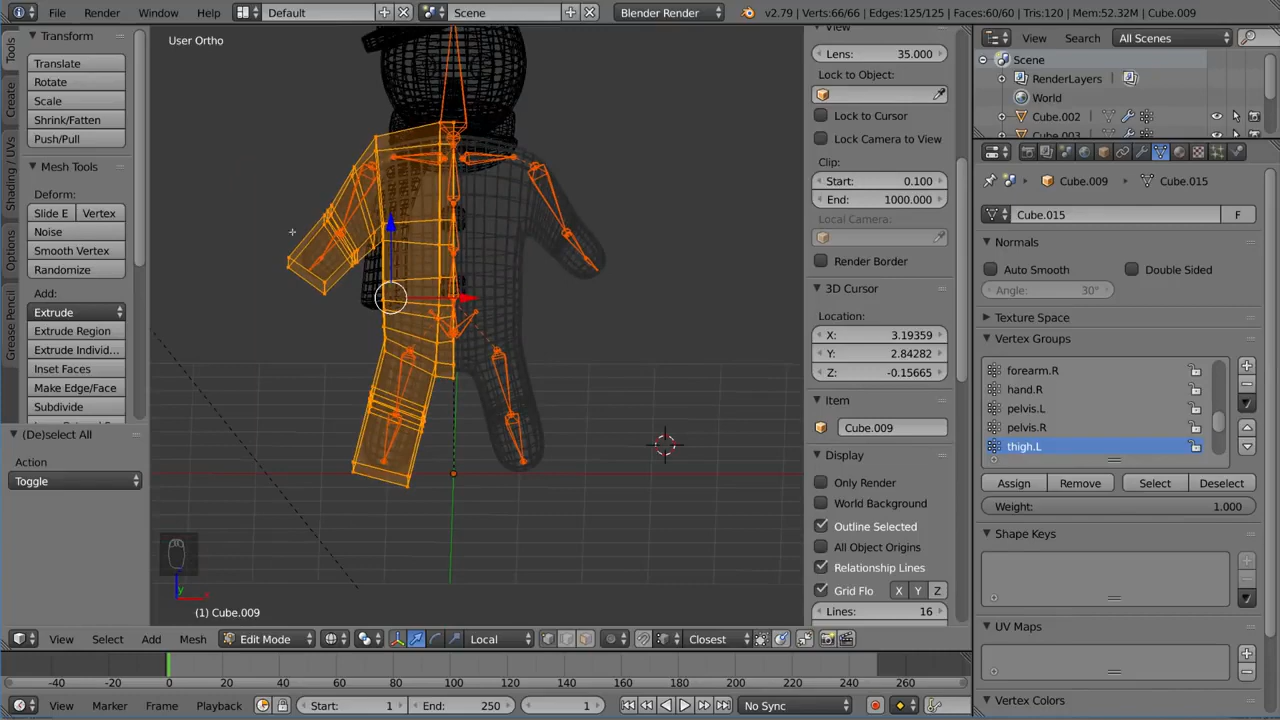 File Render Window Help Default Scene Blender Render v2.79 | Verts:66/66 | Edges:125/125 | Faces:60/60 | Tris:120 | Mem:52.32M | Cube.009
Tools
Create
Shading / UVs
Options
Grease Pencil
Transform
Translate
Rotate
Scale
Shrink/Fatten
Push/Pull
Mesh Tools
Deform:
Slide E Vertex
Noise
Smooth Vertex
Randomize
Add:
Extrude
Extrude Region
Extrude Individ...
Inset Faces
Make Edge/Face
Subdivide
(De)select All
Action
Toggle
User Ortho
(1) Cube.009
View
Lens: 35.000
Lock to Object:
Lock to Cursor
Lock Camera to View
Clip:
Start: 0.100
End: 1000.000
Local Camera:
Render Border
3D Cursor
Location:
X: 3.19359
Y: 2.84282
Z: -0.15665
Item
Cube.009
Display
Only Render
World Background
Outline Selected
All Object Origins
Relationship Lines
Grid Flo X Y Z
Lines: 16
View Search All Scenes
Scene
RenderLayers
World
Cube.002
Cube.003
Cube.009 Cube.015
Cube.015 F
Normals
Auto Smooth Double Sided
Angle: 30°
Texture Space
Vertex Groups
forearm.R
hand.R
pelvis.L
pelvis.R
thigh.L
Assign Remove Select Deselect
Weight: 1.000
Shape Keys
UV Maps
Vertex Colors
View Select Add Mesh Edit Mode Local Closest
-40 -20 0 20 40 60 80 100 120 140 160 180 200 220 240 260
View Marker Frame Playback Start: 1 End: 250 1 No Sync